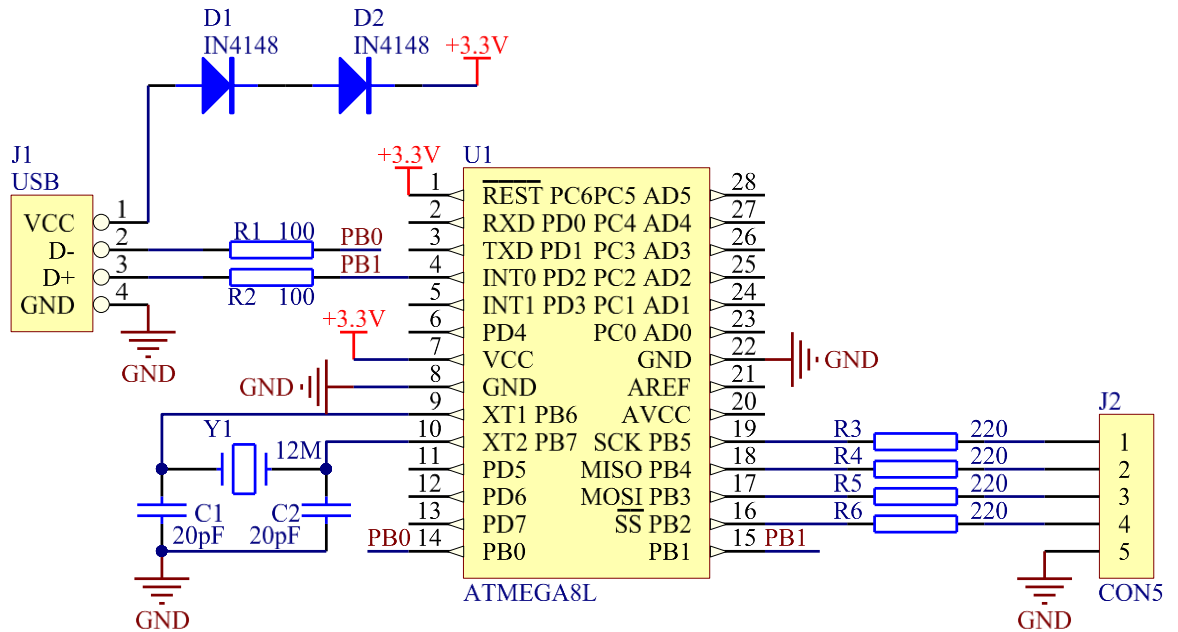 D1
IN4148
D2
IN4148
+3.3V
J1
USB
VCC 1
D- 2
D+ 3
GND 4
R1 100 PB0
PB1
R2 100
GND
+3.3V
+3.3V
GND
Y1
12M
C1
20pF
C2
20pF
GND
PB0
U1
1 REST PC6 PC5 AD5 28
2 RXD PD0 PC4 AD4 27
3 TXD PD1 PC3 AD3 26
4 INT0 PD2 PC2 AD2 25
5 INT1 PD3 PC1 AD1 24
6 PD4 PC0 AD0 23
7 VCC GND 22
8 GND AREF 21
9 XT1 PB6 AVCC 20
10 XT2 PB7 SCK PB5 19
11 PD5 MISO PB4 18
12 PD6 MOSI PB3 17
13 PD7 SS PB2 16
14 PB0 PB1 15
ATMEGA8L
GND
PB1
R3 220
R4 220
R5 220
R6 220
J2
1
2
3
4
5
CON5
GND